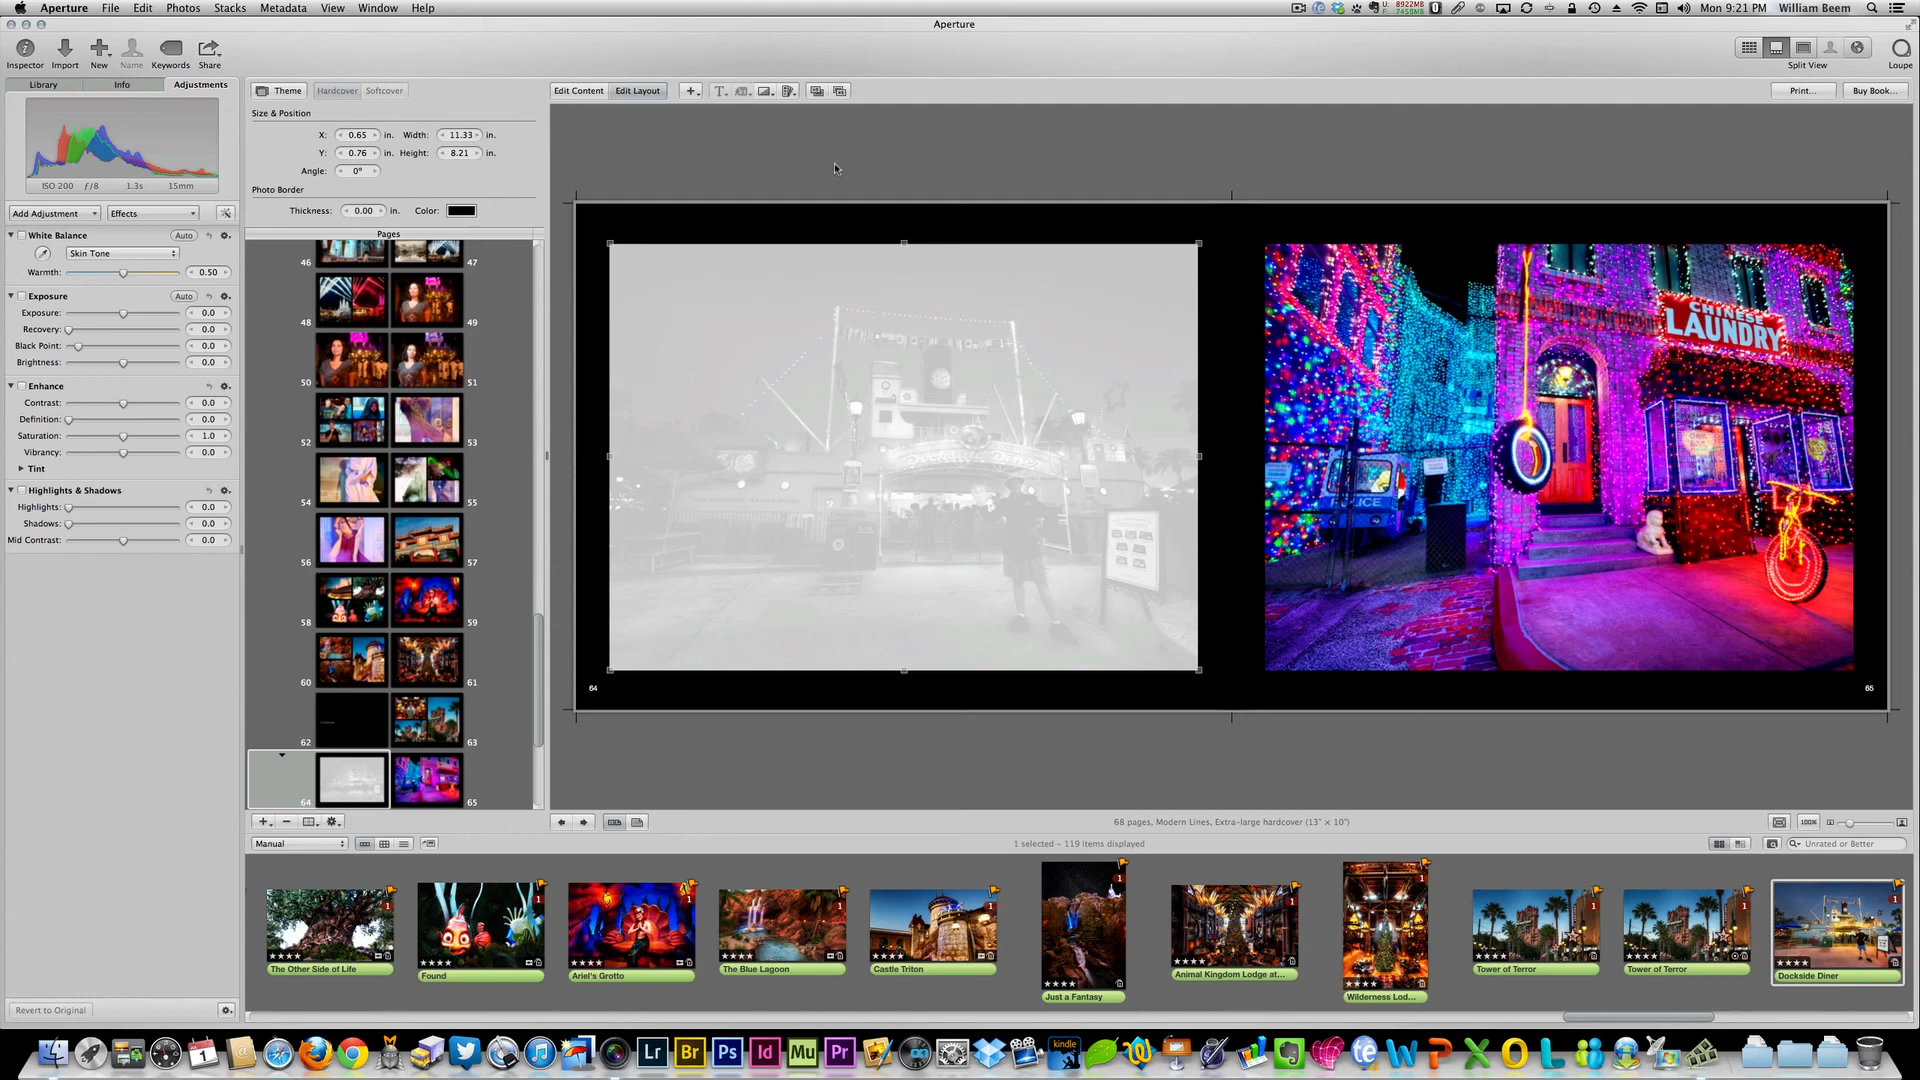 Aperture File Edit Photos Stacks Metadata View Window Help
U: 8922MB
F: 7459MB
Mon 9:21 PM William Beem
Aperture
Inspector Import New Name Keywords Share
Split View Loupe
Library Info Adjustments
Theme Hardcover Softcover
Edit Content Edit Layout
Print... Buy Book...
Size & Position
X: 0.65 in. Width: 11.33 in.
Y: 0.76 in. Height: 8.21 in.
Angle: 0°
Photo Border
Thickness: 0.00 in. Color:
Pages
ISO 200 ƒ/8 1.3s 15mm
Add Adjustment Effects
White Balance Auto
Skin Tone
Warmth: 0.50
Exposure Auto
Exposure: 0.0
Recovery: 0.0
Black Point: 0.0
Brightness: 0.0
Enhance
Contrast: 0.0
Definition: 0.0
Saturation: 1.0
Vibrancy: 0.0
Tint
Highlights & Shadows
Highlights: 0.0
Shadows: 0.0
Mid Contrast: 0.0
Revert to Original
46 47
48 49
50 51
52 53
54 55
56 57
58 59
60 61
62 63
64 65
CHINESE
LAUNDRY
64 65
68 pages, Modern Lines, Extra-large hardcover (13" × 10")
100%
Manual
1 selected – 119 items displayed
Unrated or Better
The Other Side of Life
Found
Ariel's Grotto
The Blue Lagoon
Castle Triton
Just a Fantasy
Animal Kingdom Lodge at...
Wilderness Lod...
Tower of Terror
Tower of Terror
Dockside Diner
Lr Br Ps Id Mu Pr
kindle
te